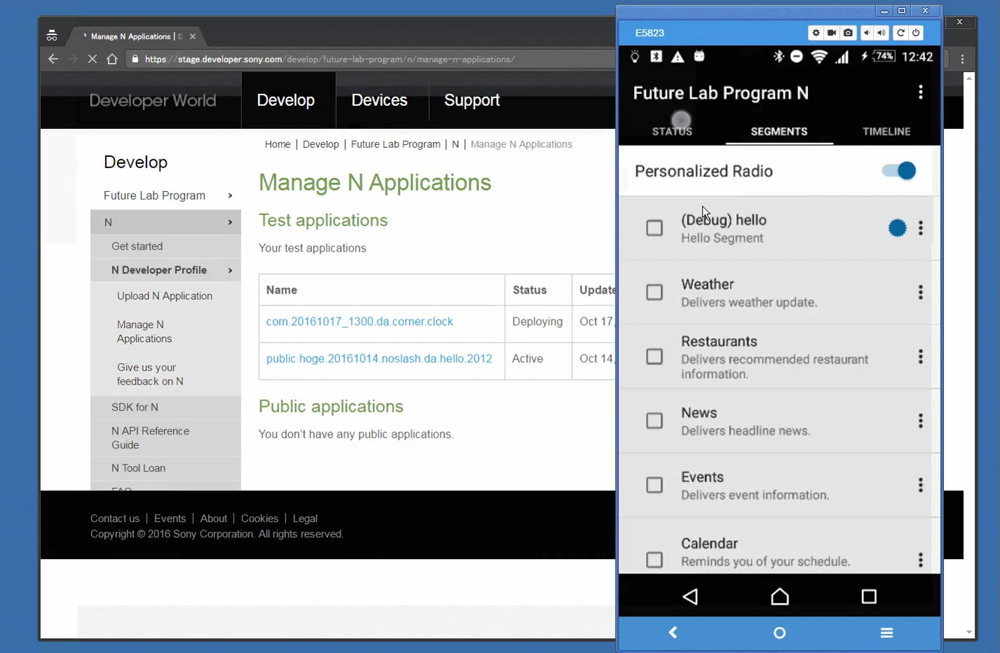 Manage N Applications | S
https://stage.developer.sony.com/develop/future-lab-program/n/manage-n-applications/
Developer World
Develop
Devices
Support
Home | Develop | Future Lab Program | N | Manage N Applications
Develop
Future Lab Program
N
Get started
N Developer Profile
Upload N Application
Manage N
Applications
Give us your
feedback on N
SDK for N
N API Reference
Guide
N Tool Loan
FAQ
Manage N Applications
Test applications
Your test applications
Name Status Update
com.20161017_1300.da.corner.clock Deploying Oct 17,
public.hoge.20161014.noslash.da.hello.2012 Active Oct 14,
Public applications
You don't have any public applications.
Contact us | Events | About | Cookies | Legal
Copyright © 2016 Sony Corporation. All rights reserved.
E5823
74% 12:42
Future Lab Program N
STATUS SEGMENTS TIMELINE
Personalized Radio
(Debug) hello
Hello Segment
Weather
Delivers weather update.
Restaurants
Delivers recommended restaurant
information.
News
Delivers headline news.
Events
Delivers event information.
Calendar
Reminds you of your schedule.